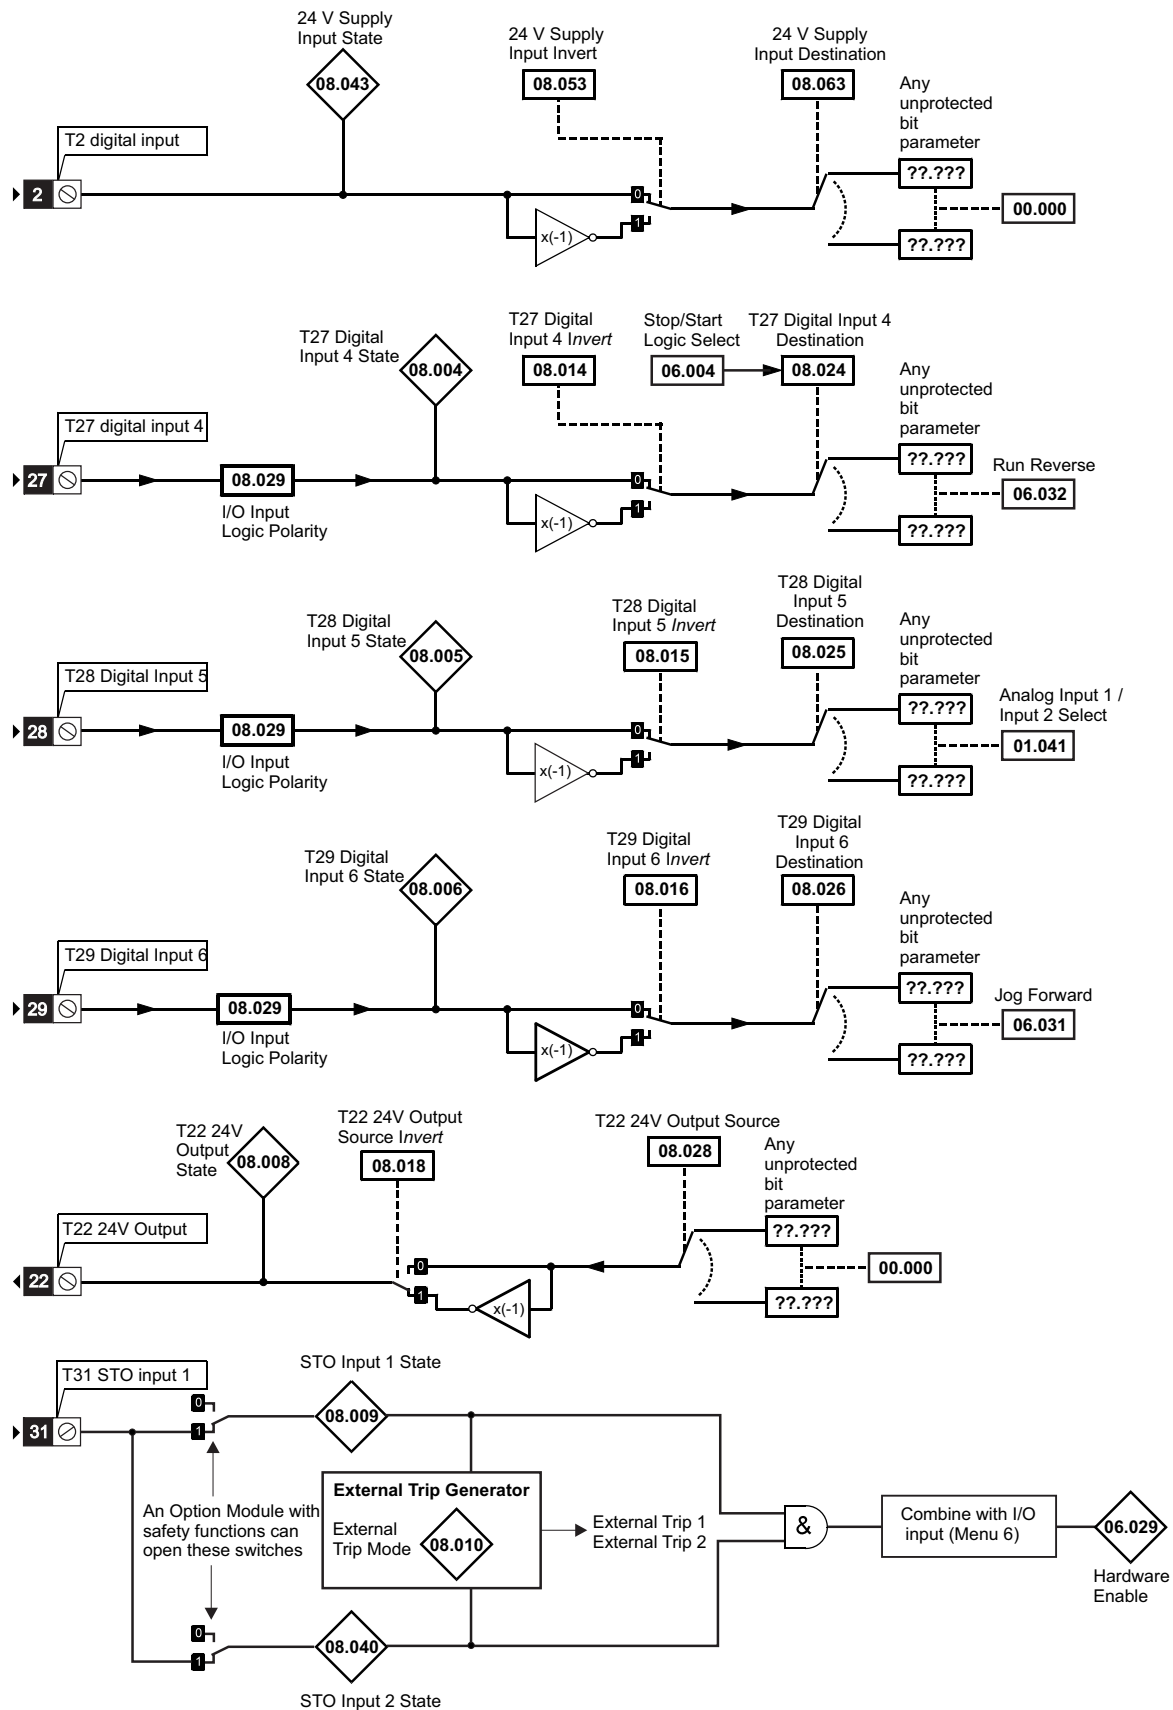 24 V Supply
Input State
08.043
24 V Supply
Input Invert
08.053
24 V Supply
Input Destination
08.063
Any
unprotected
bit
parameter
T2 digital input
2
0
1
x(-1)
??.???
??.???
00.000
T27 Digital
Input 4 State
08.004
T27 Digital
Input 4 Invert
08.014
Stop/Start
Logic Select
06.004
T27 Digital Input 4
Destination
08.024
Any
unprotected
bit
parameter
T27 digital input 4
27
08.029
I/O Input
Logic Polarity
0
1
x(-1)
??.???
??.???
Run Reverse
06.032
T28 Digital
Input 5 State
08.005
T28 Digital
Input 5 Invert
08.015
T28 Digital
Input 5
Destination
08.025
Any
unprotected
bit
parameter
T28 Digital Input 5
28
08.029
I/O Input
Logic Polarity
0
1
x(-1)
??.???
??.???
Analog Input 1 /
Input 2 Select
01.041
T29 Digital
Input 6 State
08.006
T29 Digital
Input 6 Invert
08.016
T29 Digital
Input 6
Destination
08.026
Any
unprotected
bit
parameter
T29 Digital Input 6
29
08.029
I/O Input
Logic Polarity
0
1
x(-1)
??.???
??.???
Jog Forward
06.031
T22 24V
Output
State
08.008
T22 24V Output
Source Invert
08.018
T22 24V Output Source
08.028
Any
unprotected
bit
parameter
T22 24V Output
22
0
1
x(-1)
??.???
??.???
00.000
T31 STO input 1
31
0
1
STO Input 1 State
08.009
An Option Module with
safety functions can
open these switches
External Trip Generator
External
Trip Mode
08.010
External Trip 1
External Trip 2
&
Combine with I/O
input (Menu 6)
06.029
Hardware
Enable
0
1
08.040
STO Input 2 State